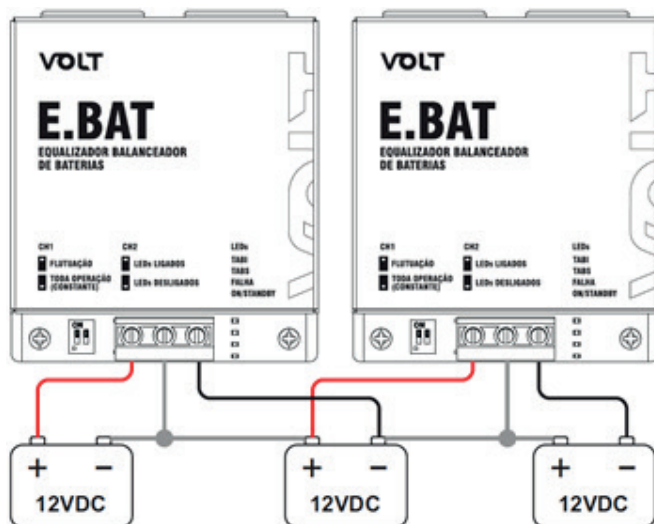 VOLT
E.BAT
EQUALIZADOR BALANCEADOR
DE BATERIAS
CH1
CH2
LEDs
FLUTUAÇÃO
LEDs LIGADOS
TABI
TODA OPERAÇÃO
(CONSTANTE)
LEDs DESLIGADOS
TABS
FALHA
ON/STANDBY
ON
VOLT
E.BAT
EQUALIZADOR BALANCEADOR
DE BATERIAS
CH1
CH2
LEDs
FLUTUAÇÃO
LEDs LIGADOS
TABI
TODA OPERAÇÃO
(CONSTANTE)
LEDs DESLIGADOS
TABS
FALHA
ON/STANDBY
ON
+ −
12VDC
+ −
12VDC
+ −
12VDC